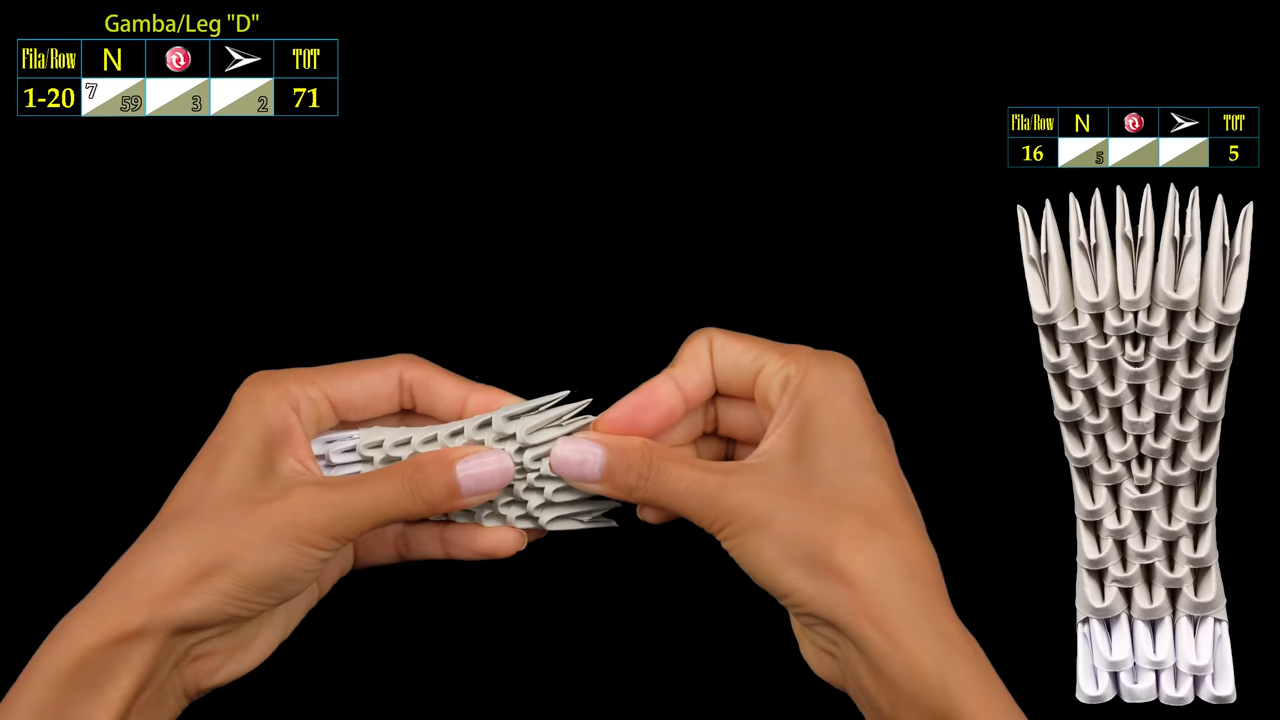 Gamba/Leg "D"
Fila/Row N TOT
1-20 7 59 3 2 71
Fila/Row N TOT
16 5 5